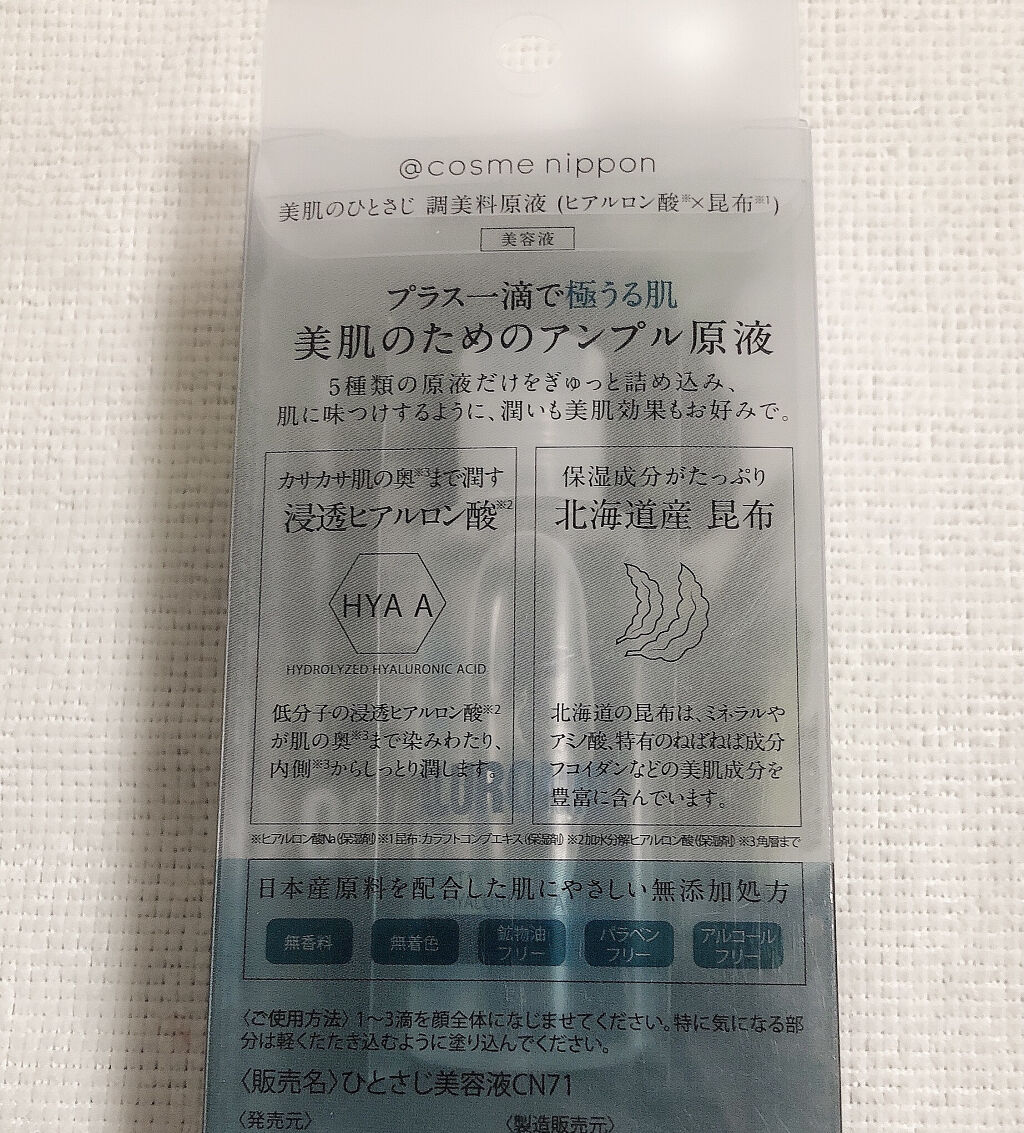 @cosme nippon
美肌のひとさじ 調美料原液 (ヒアルロン酸※×昆布※1)
美容液
プラス一滴で極うる肌
美肌のためのアンプル原液
5種類の原液だけをぎゅっと詰め込み、
肌に味つけするように、潤いも美肌効果もお好みで。
カサカサ肌の奥※3まで潤す
浸透ヒアルロン酸※2
HYA A
HYDROLYZED HYALURONIC ACID
低分子の浸透ヒアルロン酸※2
が肌の奥※3まで染みわたり、
内側※3からしっとり潤します。
保湿成分がたっぷり
北海道産 昆布
北海道の昆布は、ミネラルや
アミノ酸、特有のねばねば成分
フコイダンなどの美肌成分を
豊富に含んでいます。
※ヒアルロン酸Na(保湿剤) ※1昆布:カラフトコンブエキス(保湿剤) ※2加水分解ヒアルロン酸(保湿剤) ※3角層まで
日本産原料を配合した肌にやさしい無添加処方
無香料
無着色
鉱物油
フリー
パラベン
フリー
アルコール
フリー
〈ご使用方法〉1〜3滴を顔全体になじませてください。特に気になる部
分は軽くたたき込むように塗り込んでください。
〈販売名〉ひとさじ美容液CN71
〈発売元〉
〈製造販売元〉